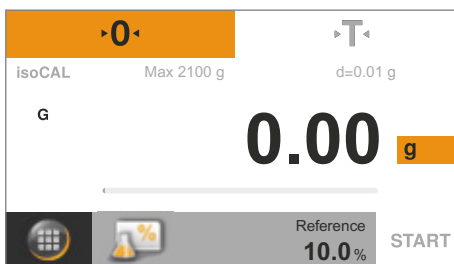 0 T
isoCAL Max 2100 g d=0.01 g
G
0.00 g
%
Reference
10.0 %
START